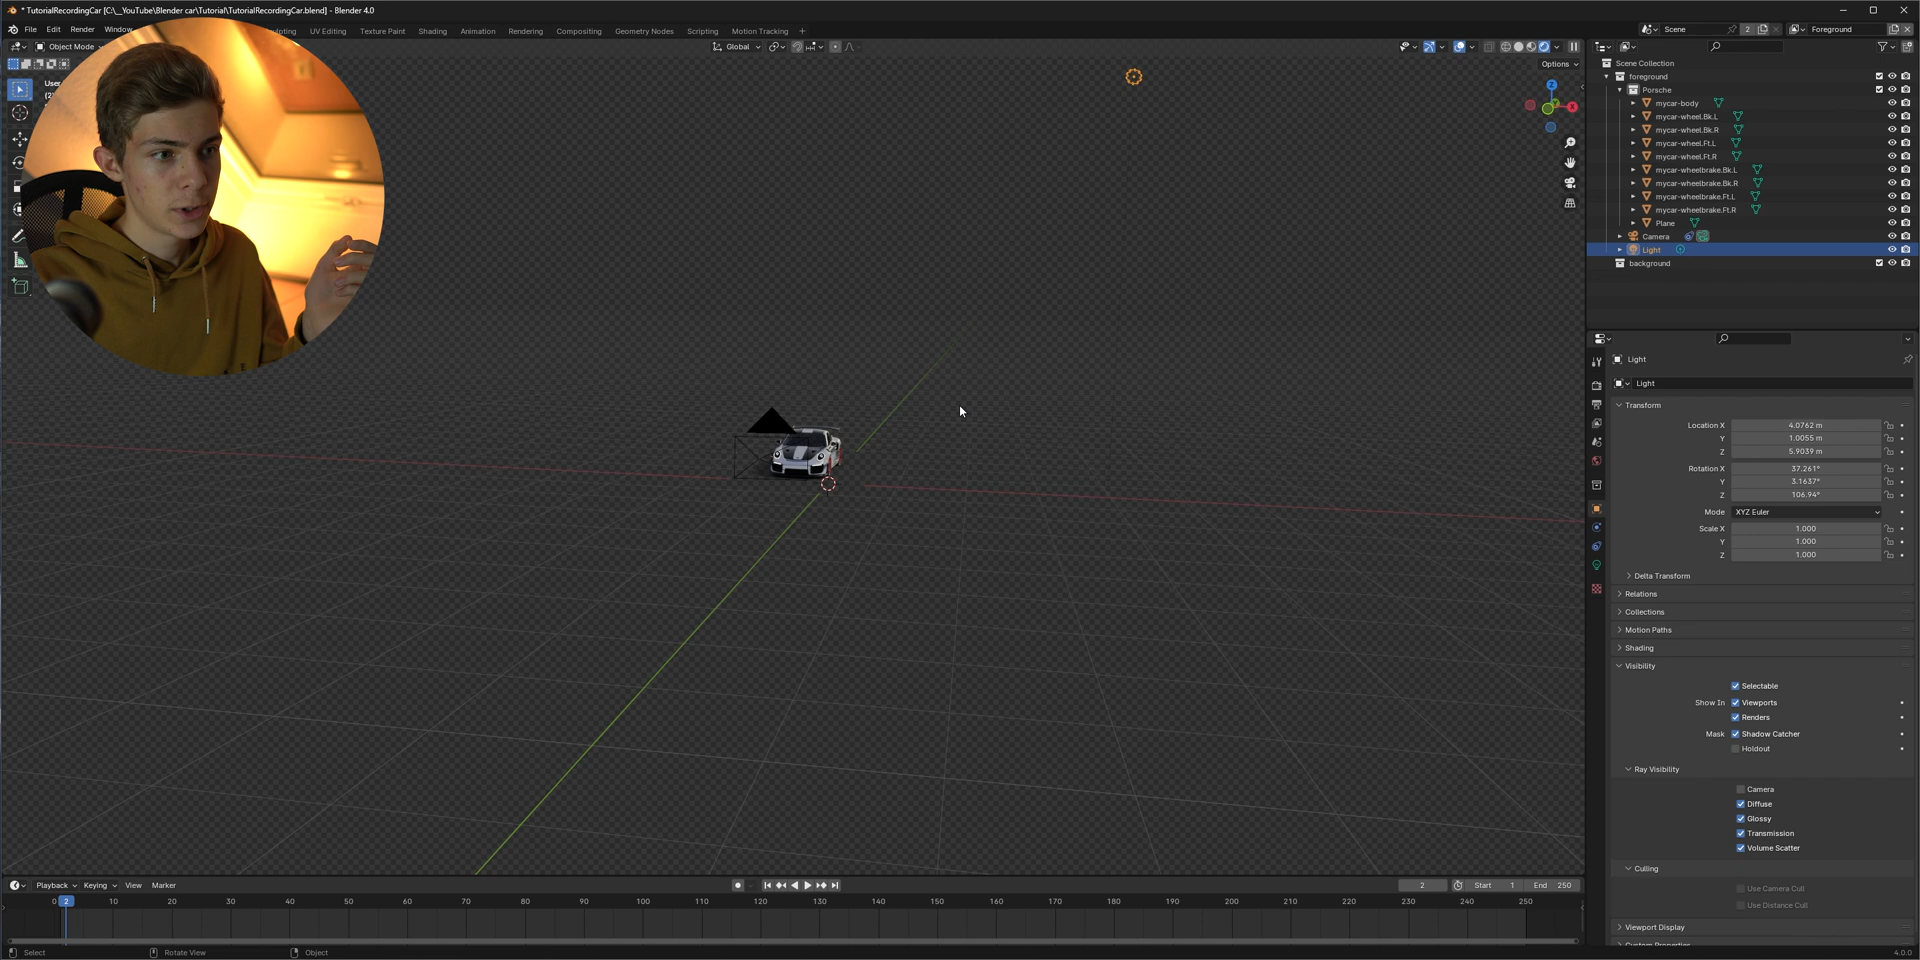 * TutorialRecordingCar [C:\__YouTube\Blender car\Tutorial\TutorialRecordingCar.blend] - Blender 4.0
File Edit Render Window
UV Editing Texture Paint Shading Animation Rendering Compositing Geometry Nodes Scripting Motion Tracking +
Scene 2 Foreground
Object Mode
Global
Options
User
(2)
Z
X
Scene Collection
foreground
Porsche
mycar-body
mycar-wheel.Bk.L
mycar-wheel.Bk.R
mycar-wheel.Ft.L
mycar-wheel.Ft.R
mycar-wheelbrake.Bk.L
mycar-wheelbrake.Bk.R
mycar-wheelbrake.Ft.L
mycar-wheelbrake.Ft.R
Plane
Camera
Light
background
Light
Light
Transform
Location X 4.0762 m
Y 1.0055 m
Z 5.9039 m
Rotation X 37.261°
Y 3.1637°
Z 106.94°
Mode XYZ Euler
Scale X 1.000
Y 1.000
Z 1.000
Delta Transform
Relations
Collections
Motion Paths
Shading
Visibility
Selectable
Show In Viewports
Renders
Mask Shadow Catcher
Holdout
Ray Visibility
Camera
Diffuse
Glossy
Transmission
Volume Scatter
Culling
Use Camera Cull
Use Distance Cull
Viewport Display
Playback Keying View Marker
2 Start 1 End 250
0 2 10 20 30 40 50 60 70 80 90 100 110 120 130 140 150 160 170 180 190 200 210 220 230 240 250
Select Rotate View Object
4.0.0